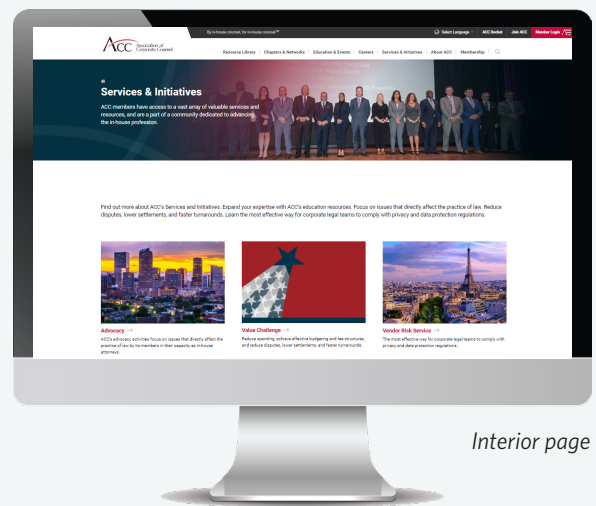 By in-house counsel, for in-house counsel.®
Select Language
ACC Docket
Join ACC
Member Login
ACC Association of
Corporate Counsel
Resource Library | Chapters & Networks | Education & Events | Careers | Services & Initiatives | About ACC | Membership
Services & Initiatives
ACC members have access to a vast array of valuable services and
resources, and are a part of a community dedicated to advancing
the in-house profession.
Find out more about ACC's Services and Initiatives. Expand your expertise with ACC's education resources. Focus on issues that directly affect the practice of law. Reduce
disputes, lower settlements, and faster turnarounds. Learn the most effective way for corporate legal teams to comply with privacy and data protection regulations.
Advocacy →
ACC's advocacy activities focus on issues that directly affect the
practice of law by its members in their capacity as in-house
attorneys.
Value Challenge →
Reduce spending, achieve effective budgeting and fee structures,
and reduce disputes, lower settlements, and faster turnarounds.
Vendor Risk Service →
The most effective way for corporate legal teams to comply with
privacy and data protection regulations.
Interior page